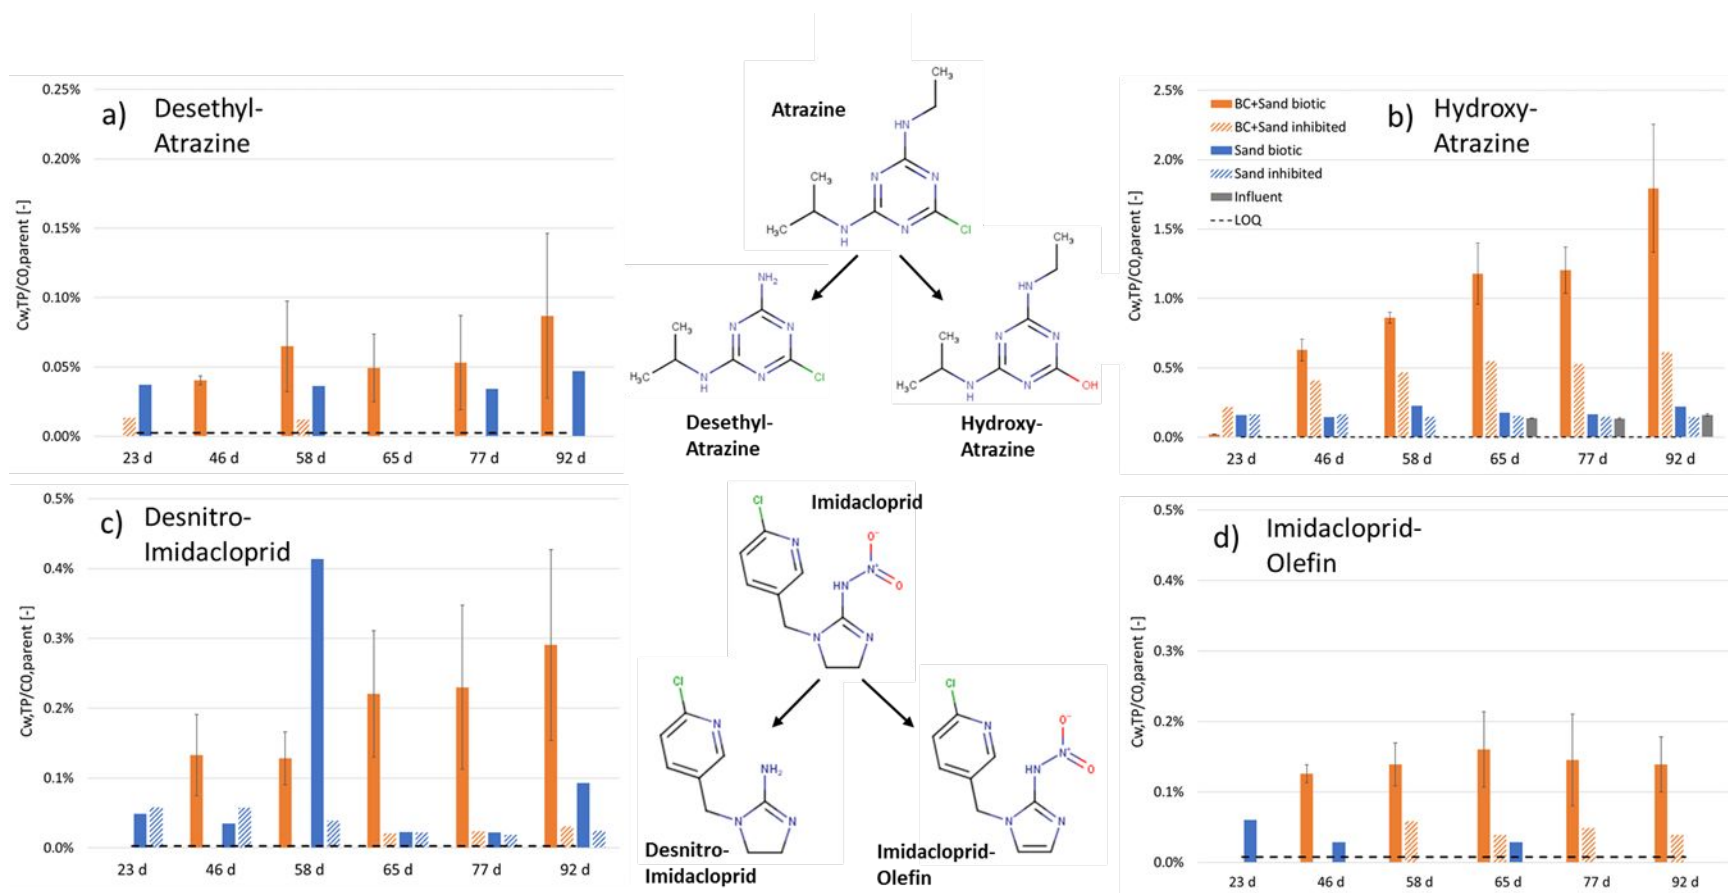 a) Desethyl-
Atrazine
0.25%
0.20%
0.15%
0.10%
0.05%
0.00%
Cw,TP/C0,parent [-]
23 d 46 d 58 d 65 d 77 d 92 d
Atrazine
CH₃
HN
CH₃
N N
H₃C N N Cl
H
NH₂
CH₃
N N
H₃C N N Cl
H
Desethyl-
Atrazine
CH₃
HN
CH₃
N N
H₃C N N OH
H
Hydroxy-
Atrazine
b) Hydroxy-
Atrazine
BC+Sand biotic
BC+Sand inhibited
Sand biotic
Sand inhibited
Influent
LOQ
2.5%
2.0%
1.5%
1.0%
0.5%
0.0%
Cw,TP/C0,parent [-]
23 d 46 d 58 d 65 d 77 d 92 d
c) Desnitro-
Imidacloprid
0.5%
0.4%
0.3%
0.2%
0.1%
0.0%
Cw,TP/C0,parent [-]
23 d 46 d 58 d 65 d 77 d 92 d
Imidacloprid
Cl
N O⁻
N⁺
HN O
N N
Cl
N
NH₂
N N
Desnitro-
Imidacloprid
Cl
N O⁻
N⁺
HN O
N N
Imidacloprid-
Olefin
d) Imidacloprid-
Olefin
0.5%
0.4%
0.3%
0.2%
0.1%
0.0%
Cw,TP/C0,parent [-]
23 d 46 d 58 d 65 d 77 d 92 d